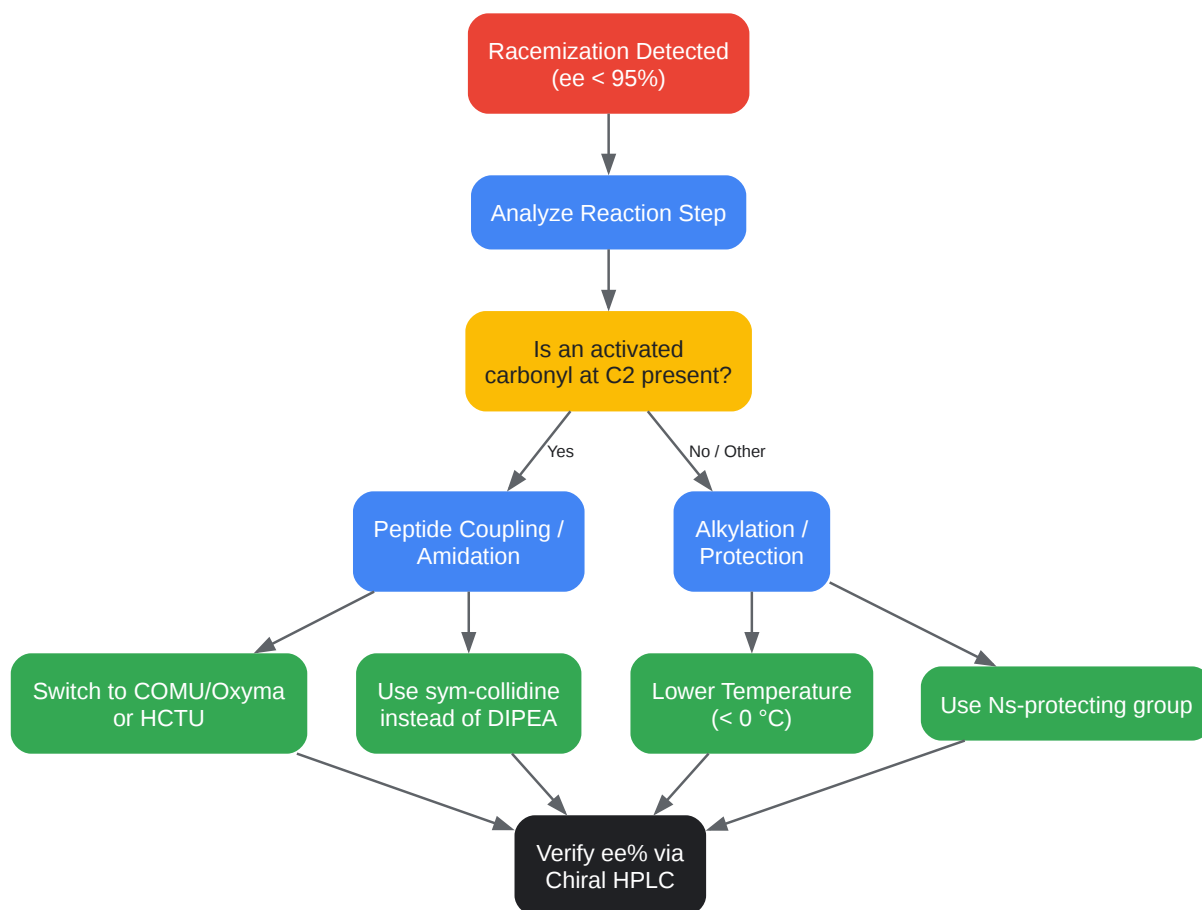 Racemization Detected
(ee < 95%)
Analyze Reaction Step
Is an activated
carbonyl at C2 present?
Yes
No / Other
Peptide Coupling /
Amidation
Alkylation /
Protection
Switch to COMU/Oxyma
or HCTU
Use sym-collidine
instead of DIPEA
Lower Temperature
(< 0 °C)
Use Ns-protecting group
Verify ee% via
Chiral HPLC